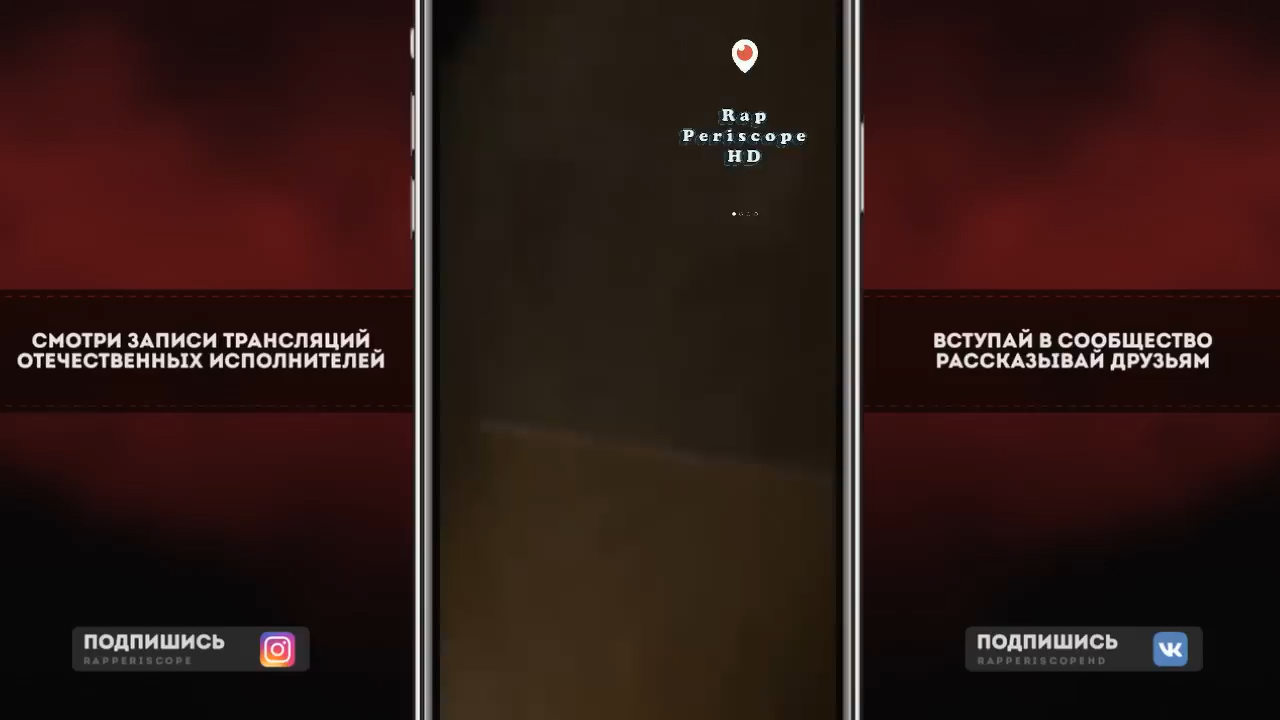 Rap
Periscope
HD
СМОТРИ ЗАПИСИ ТРАНСЛЯЦИЙ
ОТЕЧЕСТВЕННЫХ ИСПОЛНИТЕЛЕЙ
ВСТУПАЙ В СООБЩЕСТВО
РАССКАЗЫВАЙ ДРУЗЬЯМ
ПОДПИШИСЬ
RAPPERISCOPE
ПОДПИШИСЬ
RAPPERISCOPEHD